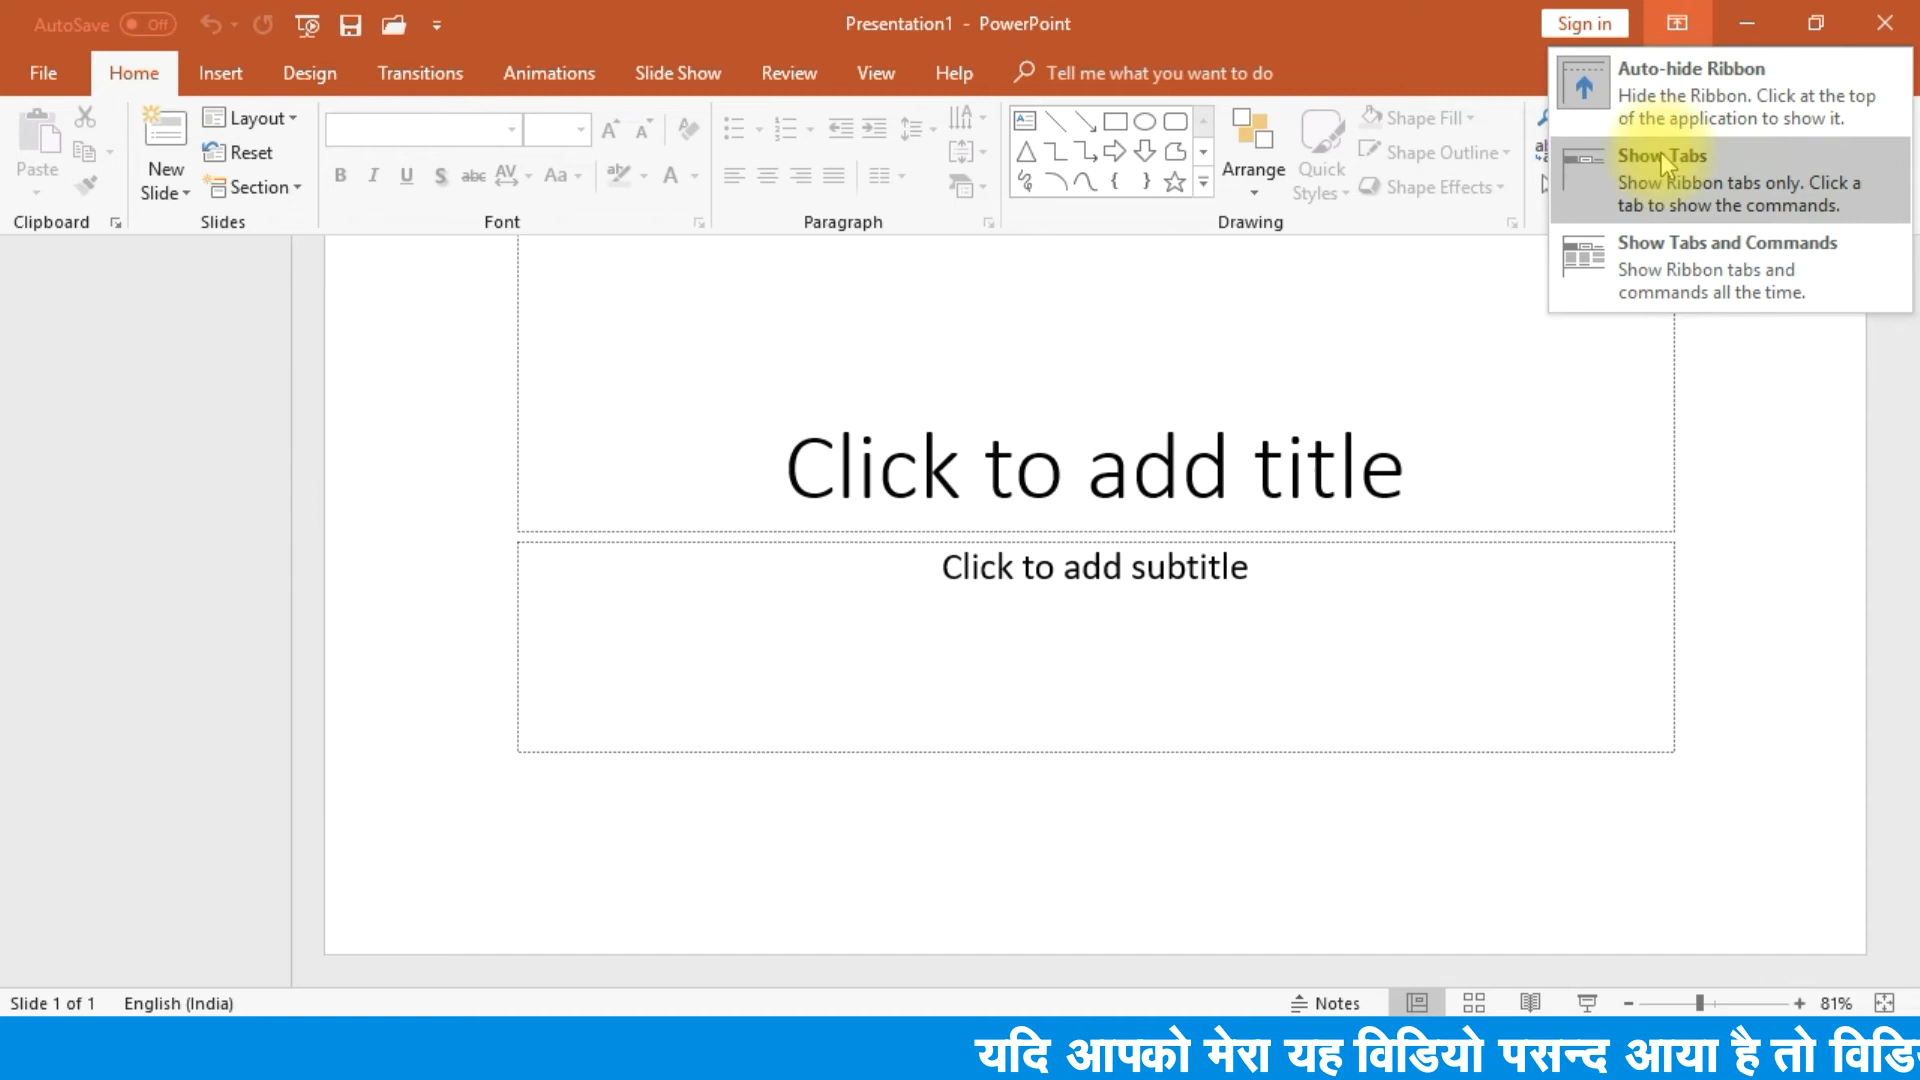 AutoSave Off
Presentation1 - PowerPoint
Sign in
File Home Insert Design Transitions Animations Slide Show Review View Help Tell me what you want to do
Auto-hide Ribbon
Hide the Ribbon. Click at the top
of the application to show it.
Show Tabs
Show Ribbon tabs only. Click a
tab to show the commands.
Show Tabs and Commands
Show Ribbon tabs and
commands all the time.
Paste
New
Slide
Layout
Reset
Section
B I U S abc AV Aa A
Arrange
Quick
Styles
Shape Fill
Shape Outline
Shape Effects
Clipboard Slides Font Paragraph Drawing
Click to add title
Click to add subtitle
Slide 1 of 1 English (India)
Notes
81%
यदि आपको मेरा यह विडियो पसन्द आया है तो